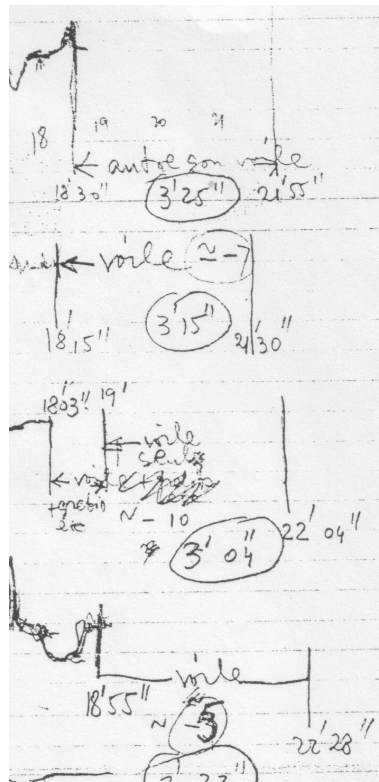 18 19 20 21
← autre son voile
18'30" 3'25" 21'55"
← voile ≃ -7
3'15"
18'15" 21'30"
18'03" 19'
← voile
seule
← voile +
~ -10
3'04" 22'04"
voile
18'55"
~ -5
22'28"